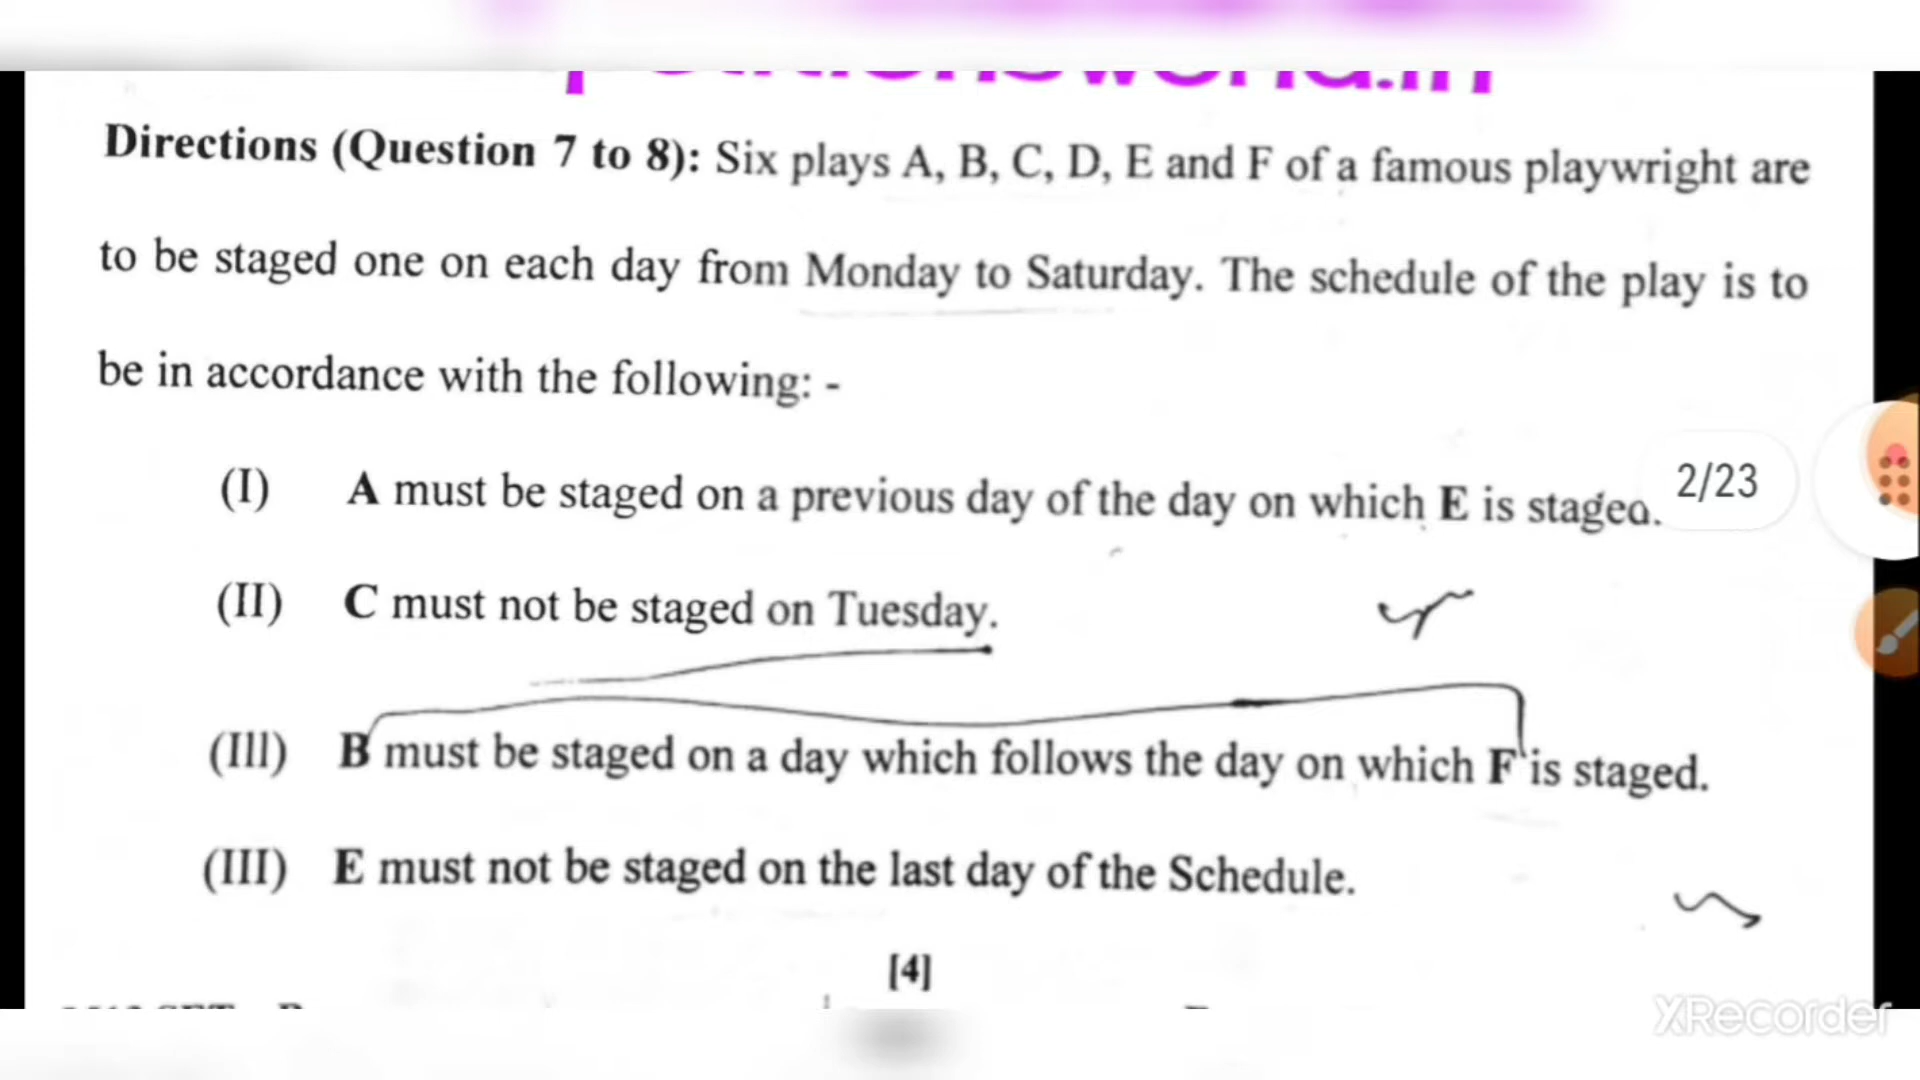 Directions (Question 7 to 8): Six plays A, B, C, D, E and F of a famous playwright are
to be staged one on each day from Monday to Saturday. The schedule of the play is to
be in accordance with the following: -
(I) A must be staged on a previous day of the day on which E is staged.
2/23
(II) C must not be staged on Tuesday.
(Ill) B must be staged on a day which follows the day on which F is staged.
(III) E must not be staged on the last day of the Schedule.
[4]
XRecorder